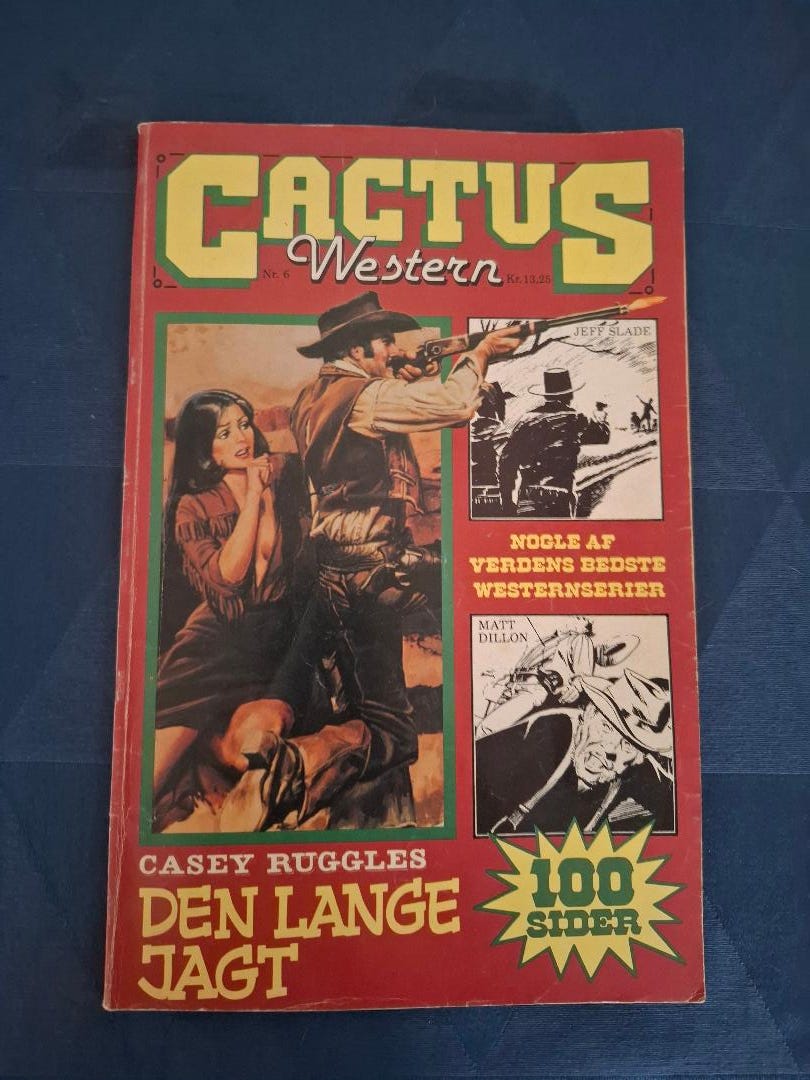 CACTUS
Western
Nr. 6
Kr. 13,25
JEFF SLADE
NOGLE AF
VERDENS BEDSTE
WESTERNSERIER
MATT
DILLON
CASEY RUGGLES
DEN LANGE
JAGT
100
SIDER